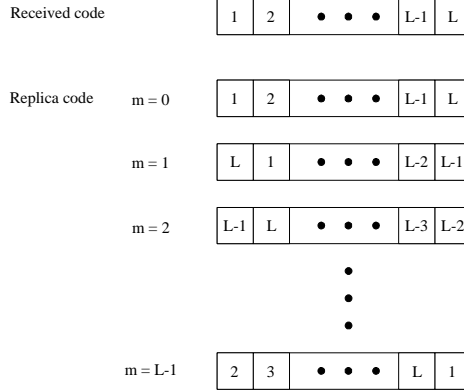 Received code 1 2 ● ● ● L-1 L
Replica code m = 0 1 2 ● ● ● L-1 L
m = 1 L 1 ● ● ● L-2 L-1
m = 2 L-1 L ● ● ● L-3 L-2
m = L-1 2 3 ● ● ● L 1